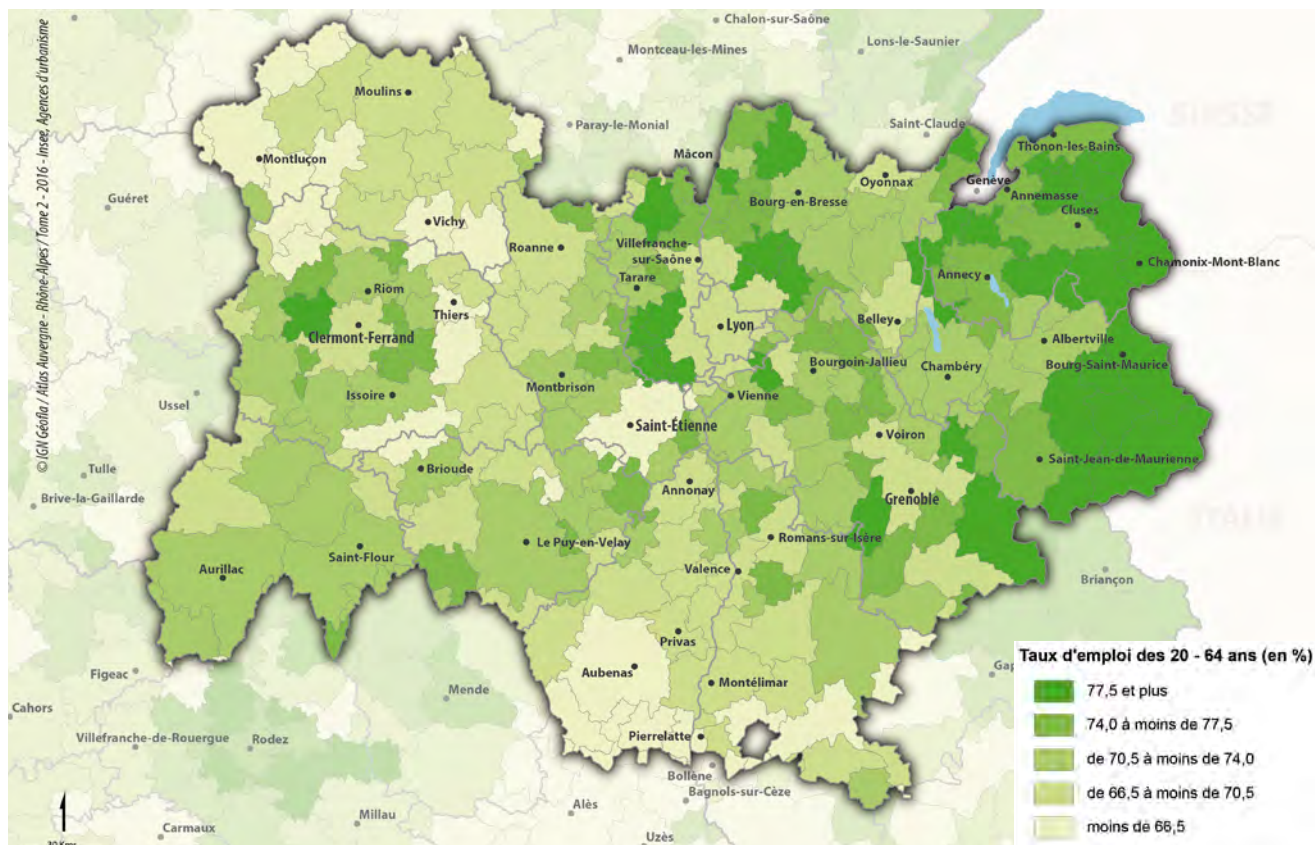 © IGN Géofla / Atlas Auvergne - Rhône-Alpes / Tome 2 - 2016 - Insee, Agences d'urbanisme
Chalon-sur-Saône
Lons-le-Saunier
Montceau-les-Mines
Moulins
SUISSE
Paray-le-Monial
Saint-Claude
Thonon-les-Bains
Mâcon
Montluçon
Oyonnax
Genève
Annemasse
Guéret
Bourg-en-Bresse
Cluses
Vichy
Roanne
Villefranche-
sur-Saône
Chamonix-Mont-Blanc
Annecy
Tarare
Riom
Thiers
Belley
Lyon
Clermont-Ferrand
Albertville
Bourgoin-Jallieu
Chambéry
Bourg-Saint-Maurice
Montbrison
Ussel
Issoire
Vienne
Saint-Étienne
Voiron
Saint-Jean-de-Maurienne
Tulle
Brioude
Annonay
Grenoble
Brive-la-Gaillarde
ITALIE
Le Puy-en-Velay
Romans-sur-Isère
Saint-Flour
Valence
Briançon
Aurillac
Privas
Aubenas
Figeac
Mende
Montélimar
Gap
Cahors
Pierrelatte
Villefranche-de-Rouergue
Rodez
Bollène
Bagnols-sur-Cèze
Alès
Millau
Carmaux
Uzès
30 Kms
Taux d'emploi des 20 - 64 ans (en %)
77,5 et plus
74,0 à moins de 77,5
de 70,5 à moins de 74,0
de 66,5 à moins de 70,5
moins de 66,5